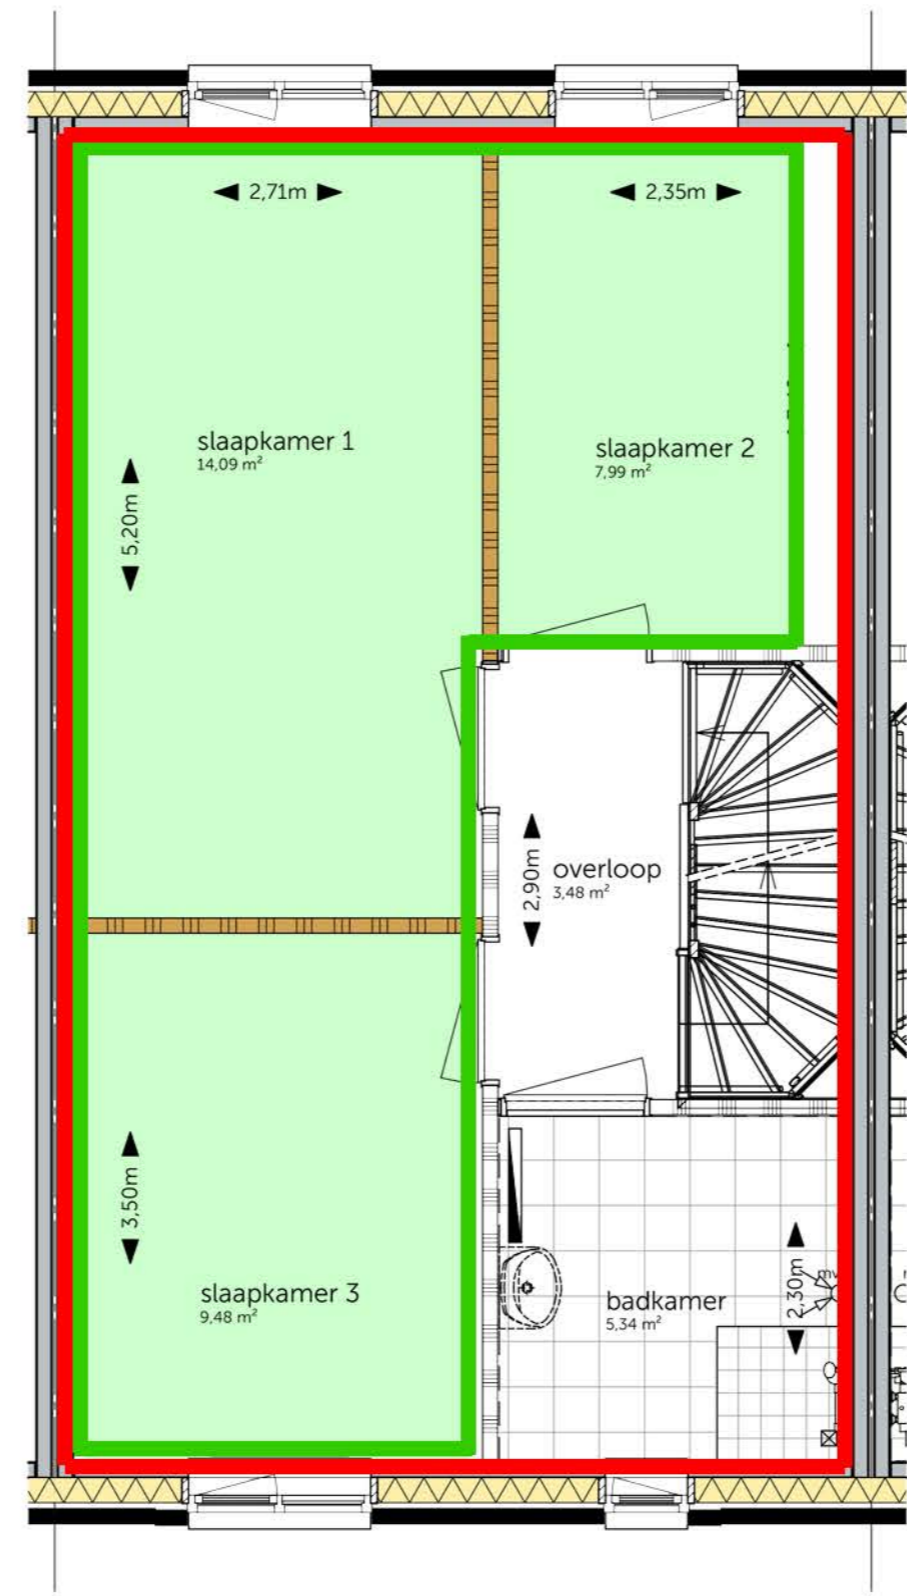 2,71m
2,35m
slaapkamer 1
14,09 m²
slaapkamer 2
7,99 m²
5,20m
2,90m
overloop
3,48 m²
3,50m
slaapkamer 3
9,48 m²
badkamer
5,34 m²
2,30m